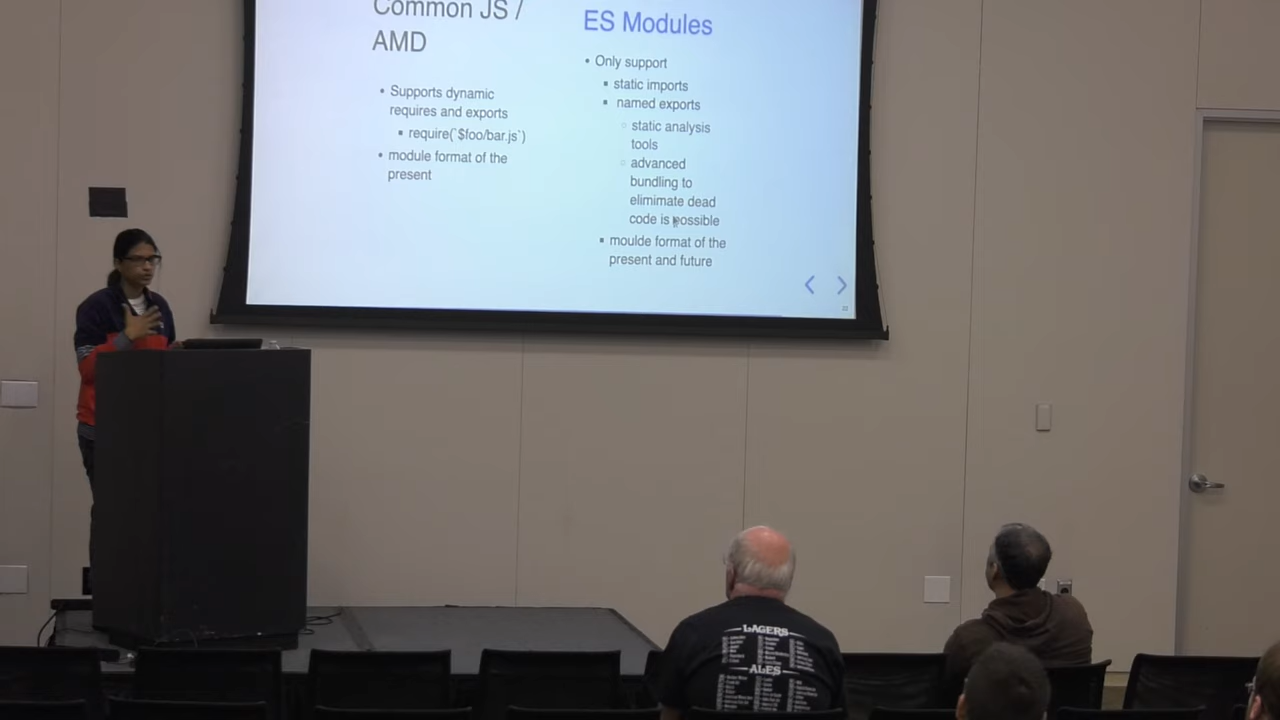 Common JS /
AMD
• Supports dynamic
requires and exports
▪ require(`$foo/bar.js`)
• module format of the
present
ES Modules
• Only support
▪ static imports
▪ named exports
○ static analysis
tools
○ advanced
bundling to
elimimate dead
code is possible
▪ moulde format of the
present and future
LAGERS
ALES